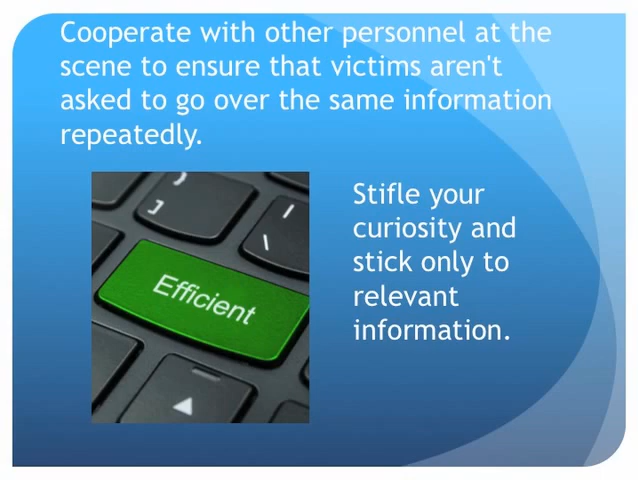 Cooperate with other personnel at the
scene to ensure that victims aren't
asked to go over the same information
repeatedly.
}
]
|
\
Efficient
Stifle your
curiosity and
stick only to
relevant
information.